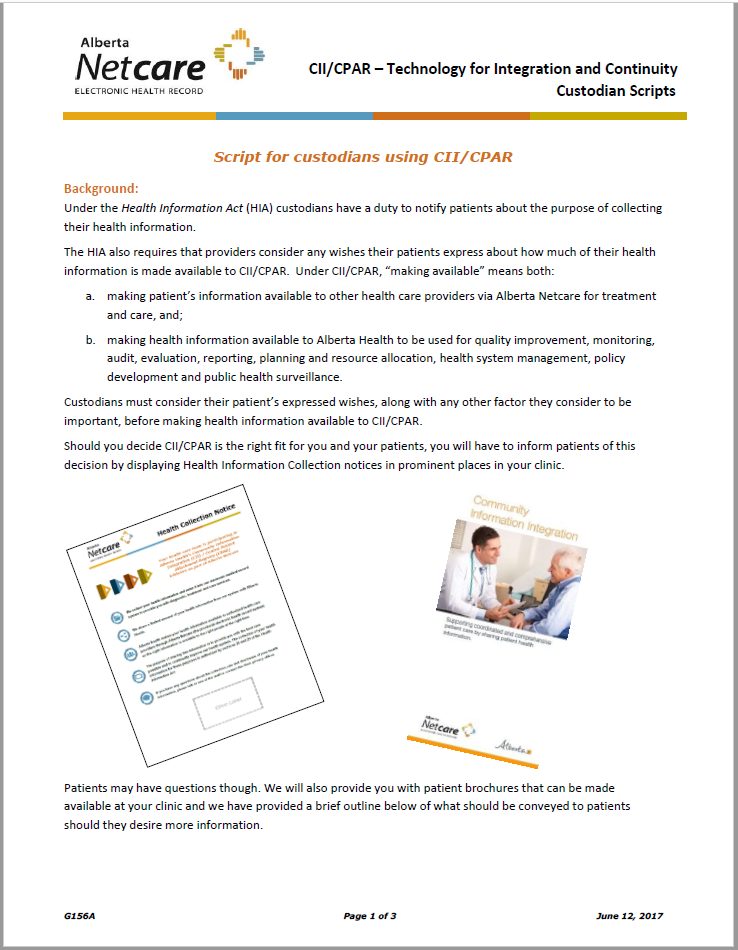 Alberta
Netcare
ELECTRONIC HEALTH RECORD
CII/CPAR – Technology for Integration and Continuity
Custodian Scripts
Script for custodians using CII/CPAR
Background:
Under the Health Information Act (HIA) custodians have a duty to notify patients about the purpose of collecting
their health information.
The HIA also requires that providers consider any wishes their patients express about how much of their health
information is made available to CII/CPAR.  Under CII/CPAR, “making available” means both:
a. making patient’s information available to other health care providers via Alberta Netcare for treatment
and care, and;
b. making health information available to Alberta Health to be used for quality improvement, monitoring,
audit, evaluation, reporting, planning and resource allocation, health system management, policy
development and public health surveillance.
Custodians must consider their patient’s expressed wishes, along with any other factor they consider to be
important, before making health information available to CII/CPAR.
Should you decide CII/CPAR is the right fit for you and your patients, you will have to inform patients of this
decision by displaying Health Information Collection notices in prominent places in your clinic.
Alberta
Netcare
Health Collection Notice
Community
Information Integration
Supporting coordinated and comprehensive
patient care by sharing patient health
information.
Alberta
Netcare
Alberta
Patients may have questions though. We will also provide you with patient brochures that can be made
available at your clinic and we have provided a brief outline below of what should be conveyed to patients
should they desire more information.
G156A
Page 1 of 3
June 12, 2017